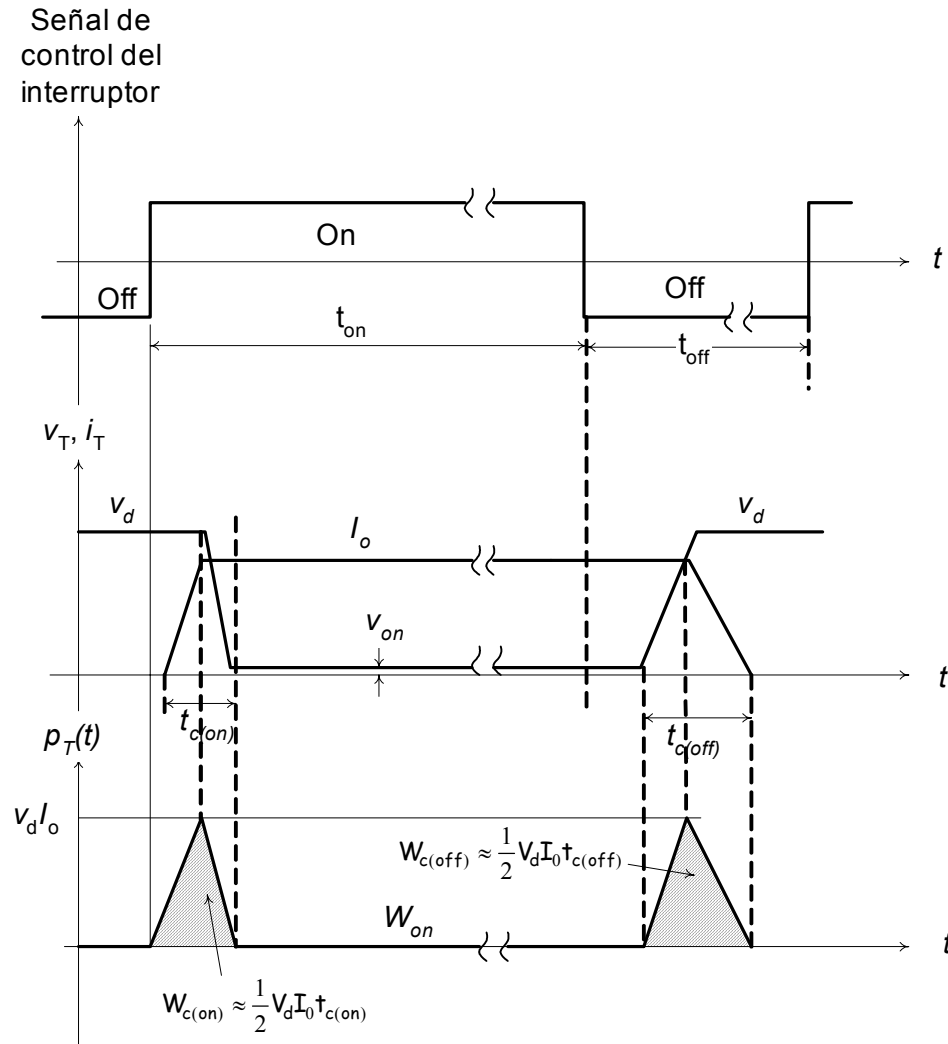 Señal de
control del
interruptor
On
t
Off
Off
t_on
t_off
v_T, i_T
v_d
v_d
I_o
v_on
t
t_c(on)
t_c(off)
p_T(t)
v_d I_o
W_c(off) ≈ 1/2 V_d I_0 t_c(off)
W_on
t
W_c(on) ≈ 1/2 V_d I_0 t_c(on)